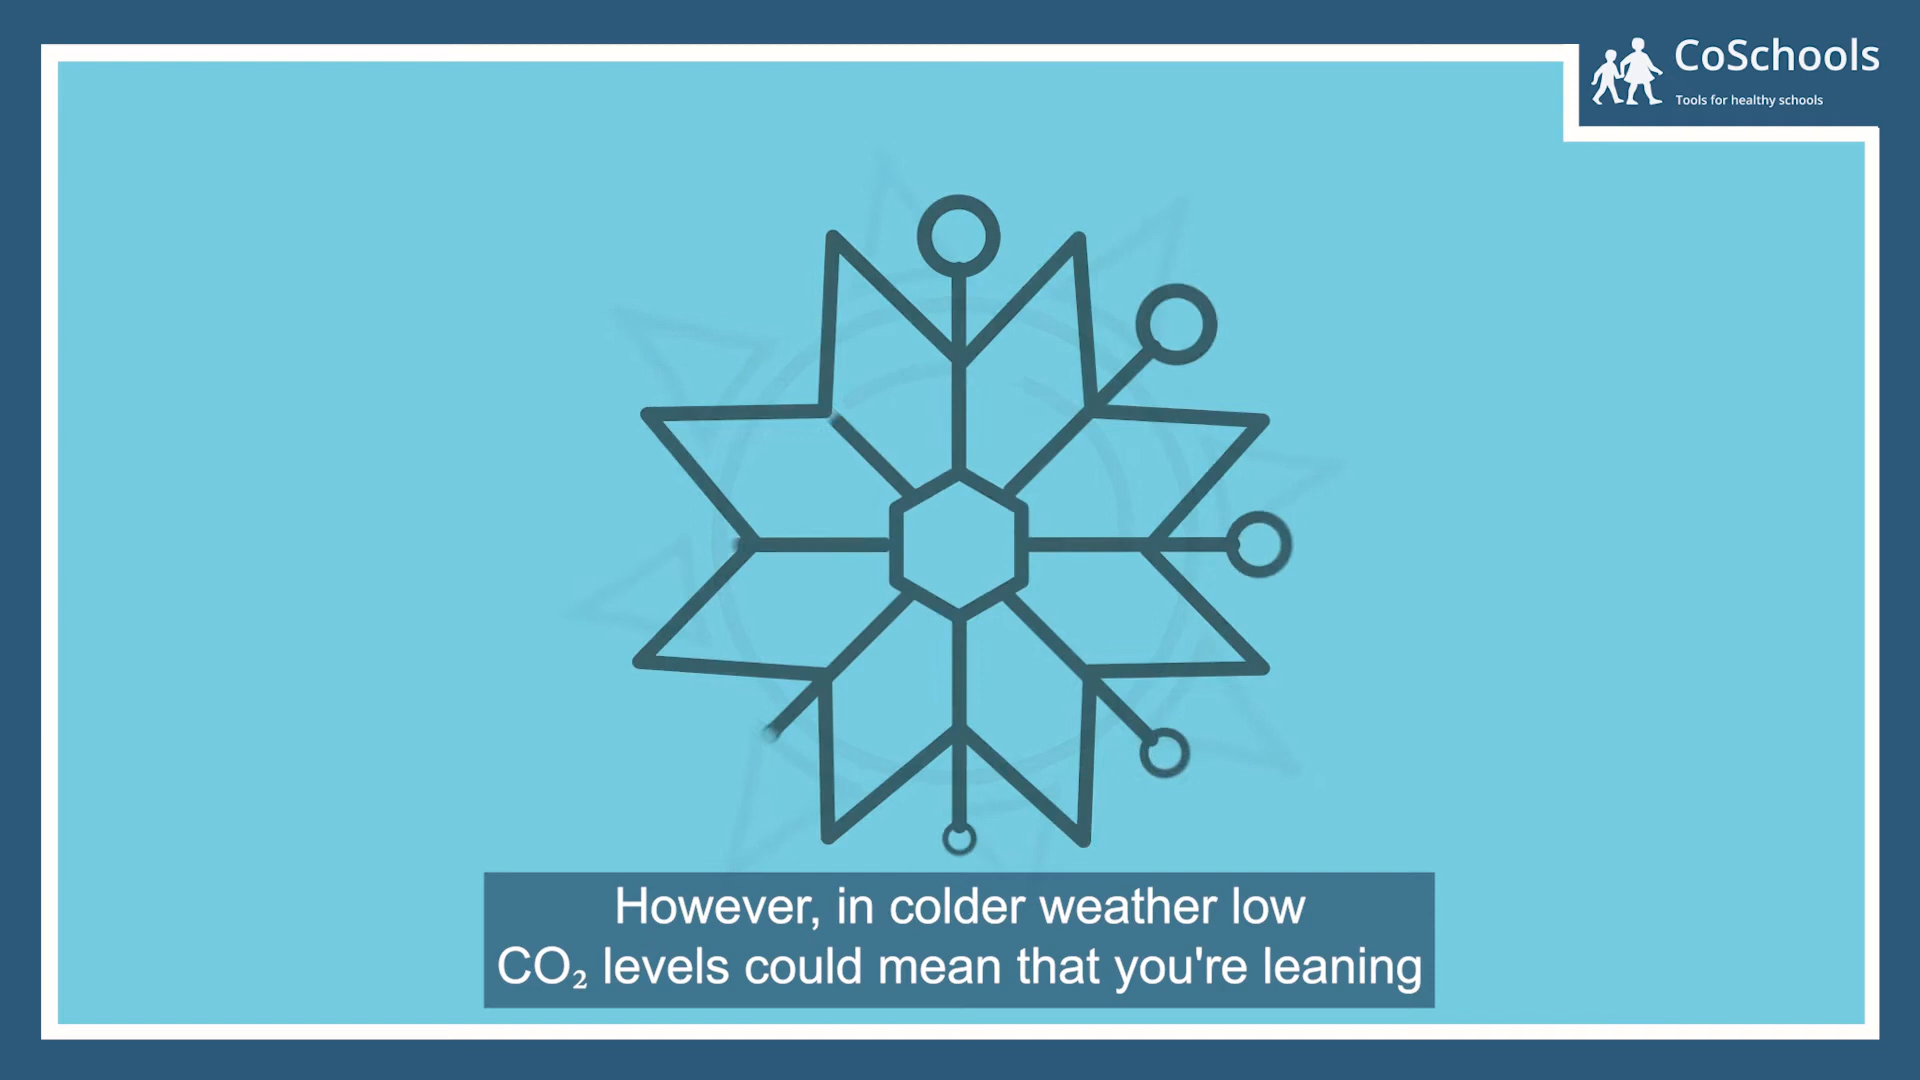 CoSchools
Tools for healthy schools
However, in colder weather low
CO₂ levels could mean that you're leaning